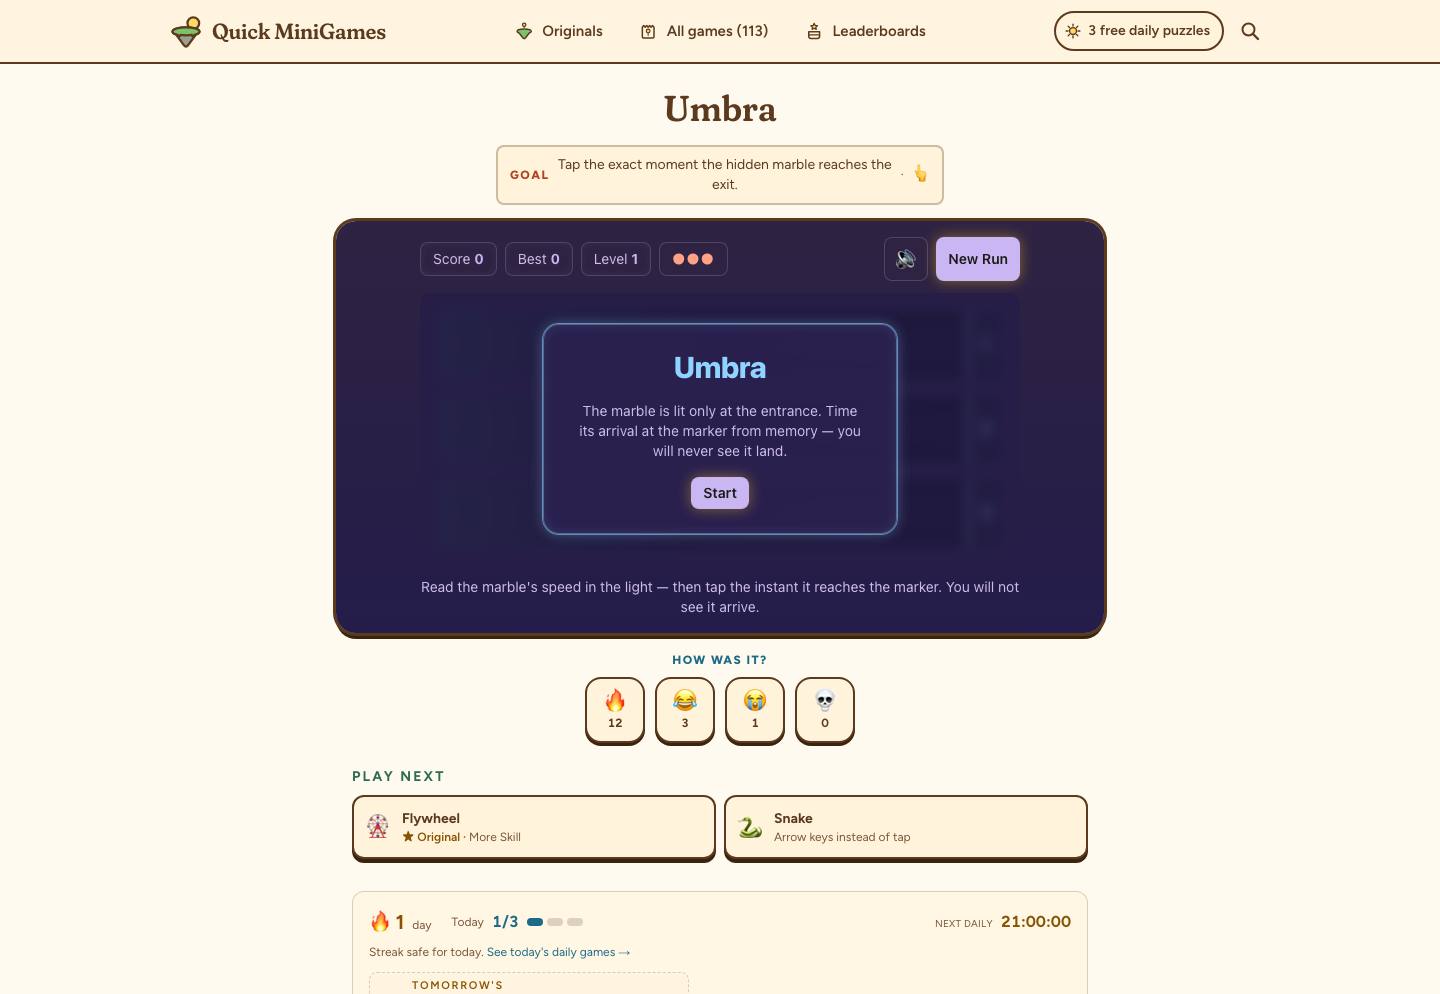 Quick MiniGames
Originals
All games (113)
Leaderboards
3 free daily puzzles
Umbra
GOAL
Tap the exact moment the hidden marble reaches the
exit.
·
Score 0
Best 0
Level 1
New Run
Umbra
The marble is lit only at the entrance. Time
its arrival at the marker from memory — you
will never see it land.
Start
Read the marble's speed in the light — then tap the instant it reaches the marker. You will not
see it arrive.
HOW WAS IT?
12
3
1
0
PLAY NEXT
Flywheel
Original · More Skill
Snake
Arrow keys instead of tap
1 day
Today 1/3
NEXT DAILY 21:00:00
Streak safe for today. See today's daily games →
TOMORROW'S